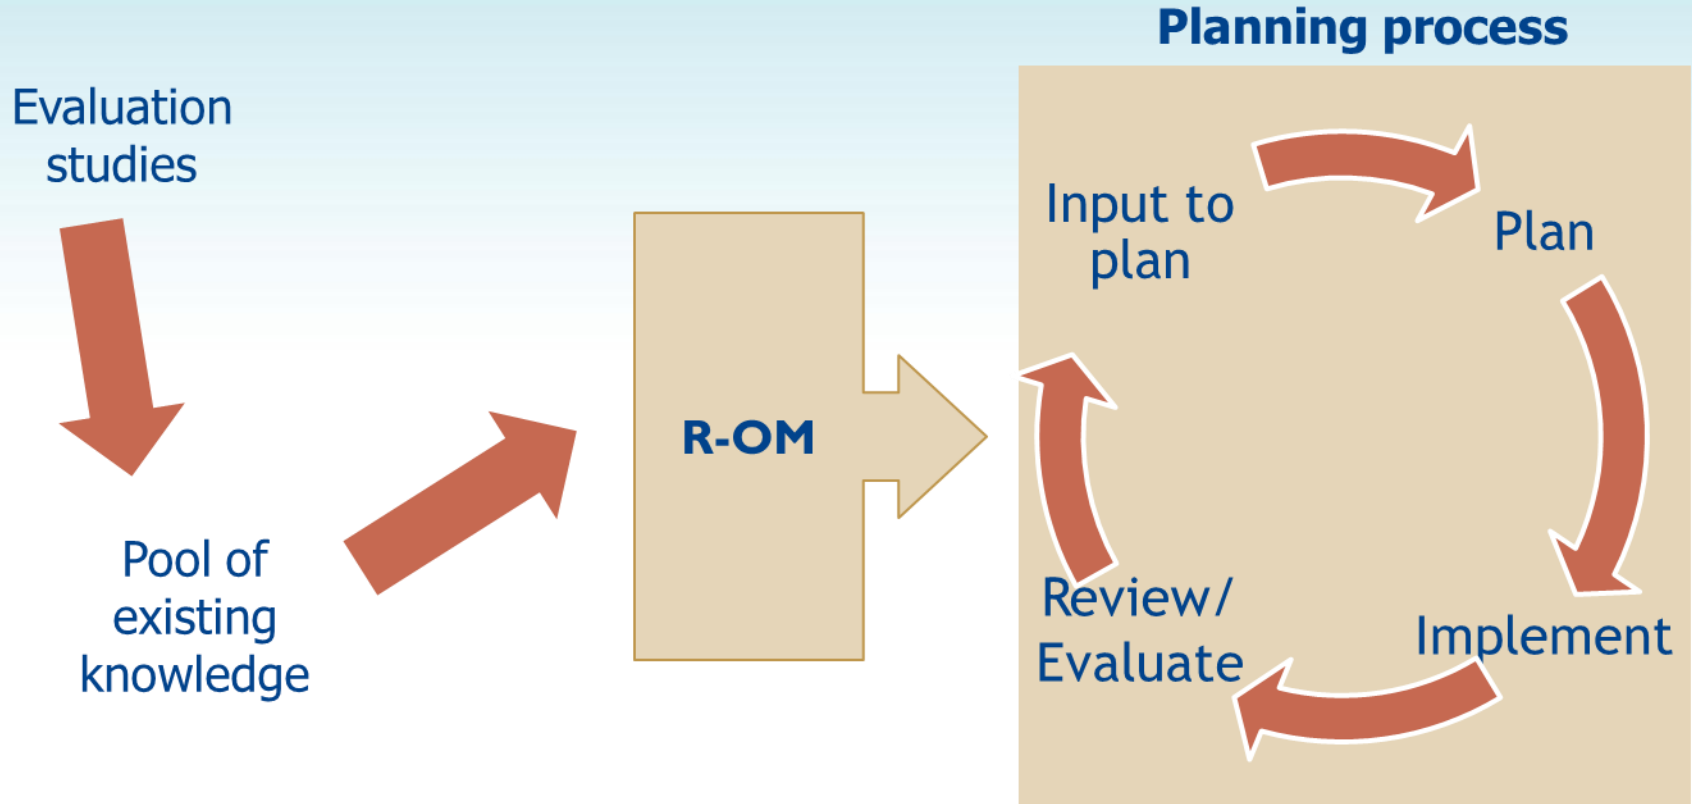 Planning process
Evaluation
studies
Input to
plan
Plan
R-OM
Pool of
existing
knowledge
Review/
Evaluate
Implement